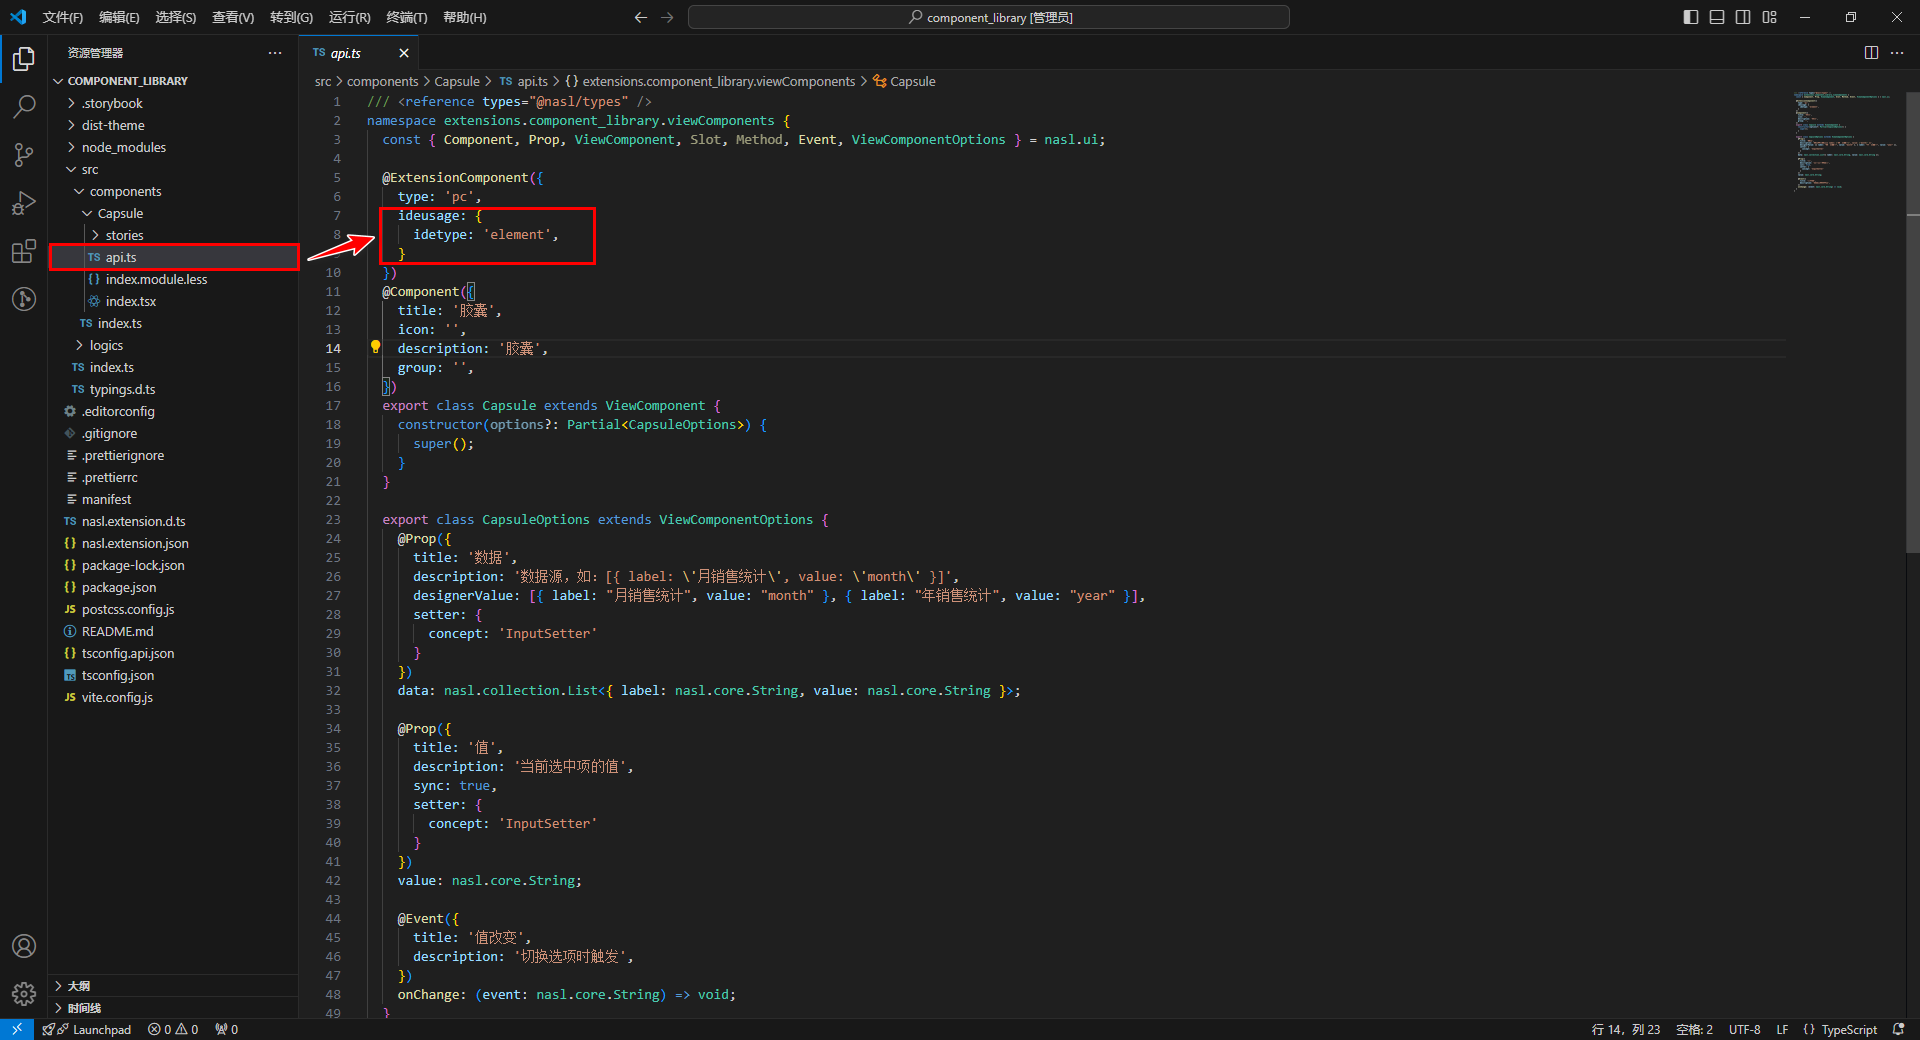 文件(F) 编辑(E) 选择(S) 查看(V) 转到(G) 运行(R) 终端(T) 帮助(H)
component_library [管理员]
资源管理器
COMPONENT_LIBRARY
.storybook
dist-theme
node_modules
src
components
Capsule
stories
TS api.ts
{} index.module.less
index.tsx
TS index.ts
logics
TS index.ts
TS typings.d.ts
.editorconfig
.gitignore
.prettierignore
.prettierrc
manifest
TS nasl.extension.d.ts
{} nasl.extension.json
{} package-lock.json
{} package.json
JS postcss.config.js
README.md
{} tsconfig.api.json
tsconfig.json
JS vite.config.js
大纲
时间线
TS api.ts
src > components > Capsule > TS api.ts > {} extensions.component_library.viewComponents > Capsule
1 /// <reference types="@nasl/types" />
2 namespace extensions.component_library.viewComponents {
3 const { Component, Prop, ViewComponent, Slot, Method, Event, ViewComponentOptions } = nasl.ui;
4
5 @ExtensionComponent({
6 type: 'pc',
7 ideusage: {
8 idetype: 'element',
}
10 })
11 @Component({
12 title: '胶囊',
13 icon: '',
14 description: '胶囊',
15 group: '',
16 })
17 export class Capsule extends ViewComponent {
18 constructor(options?: Partial<CapsuleOptions>) {
19 super();
20 }
21 }
22
23 export class CapsuleOptions extends ViewComponentOptions {
24 @Prop({
25 title: '数据',
26 description: '数据源，如：[{ label: \'月销售统计\', value: \'month\' }]',
27 designerValue: [{ label: "月销售统计", value: "month" }, { label: "年销售统计", value: "year" }],
28 setter: {
29 concept: 'InputSetter'
30 }
31 })
32 data: nasl.collection.List<{ label: nasl.core.String, value: nasl.core.String }>;
33
34 @Prop({
35 title: '值',
36 description: '当前选中项的值',
37 sync: true,
38 setter: {
39 concept: 'InputSetter'
40 }
41 })
42 value: nasl.core.String;
43
44 @Event({
45 title: '值改变',
46 description: '切换选项时触发',
47 })
48 onChange: (event: nasl.core.String) => void;
49 }
Launchpad 0 0 0
行 14，列 23 空格: 2 UTF-8 LF {} TypeScript